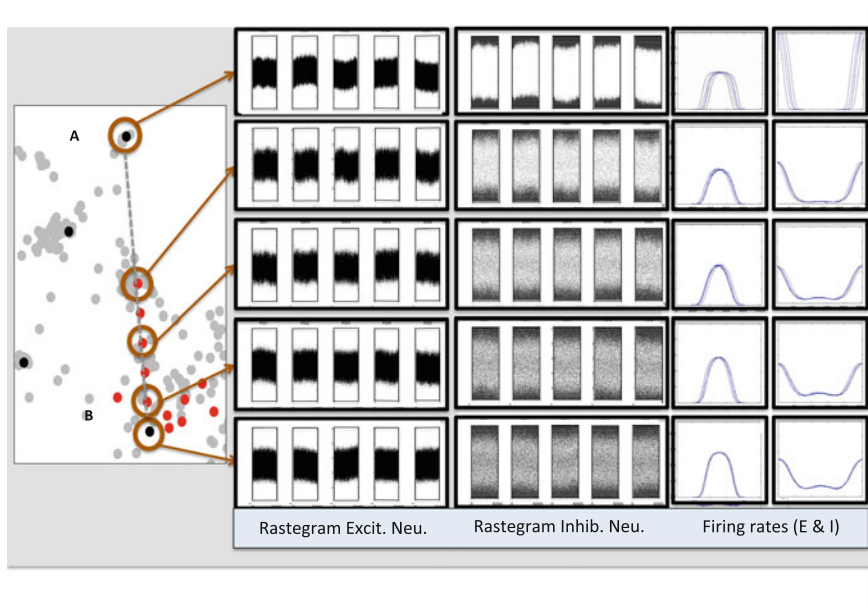 A
B
Rastegram Excit. Neu.
Rastegram Inhib. Neu.
Firing rates (E & I)